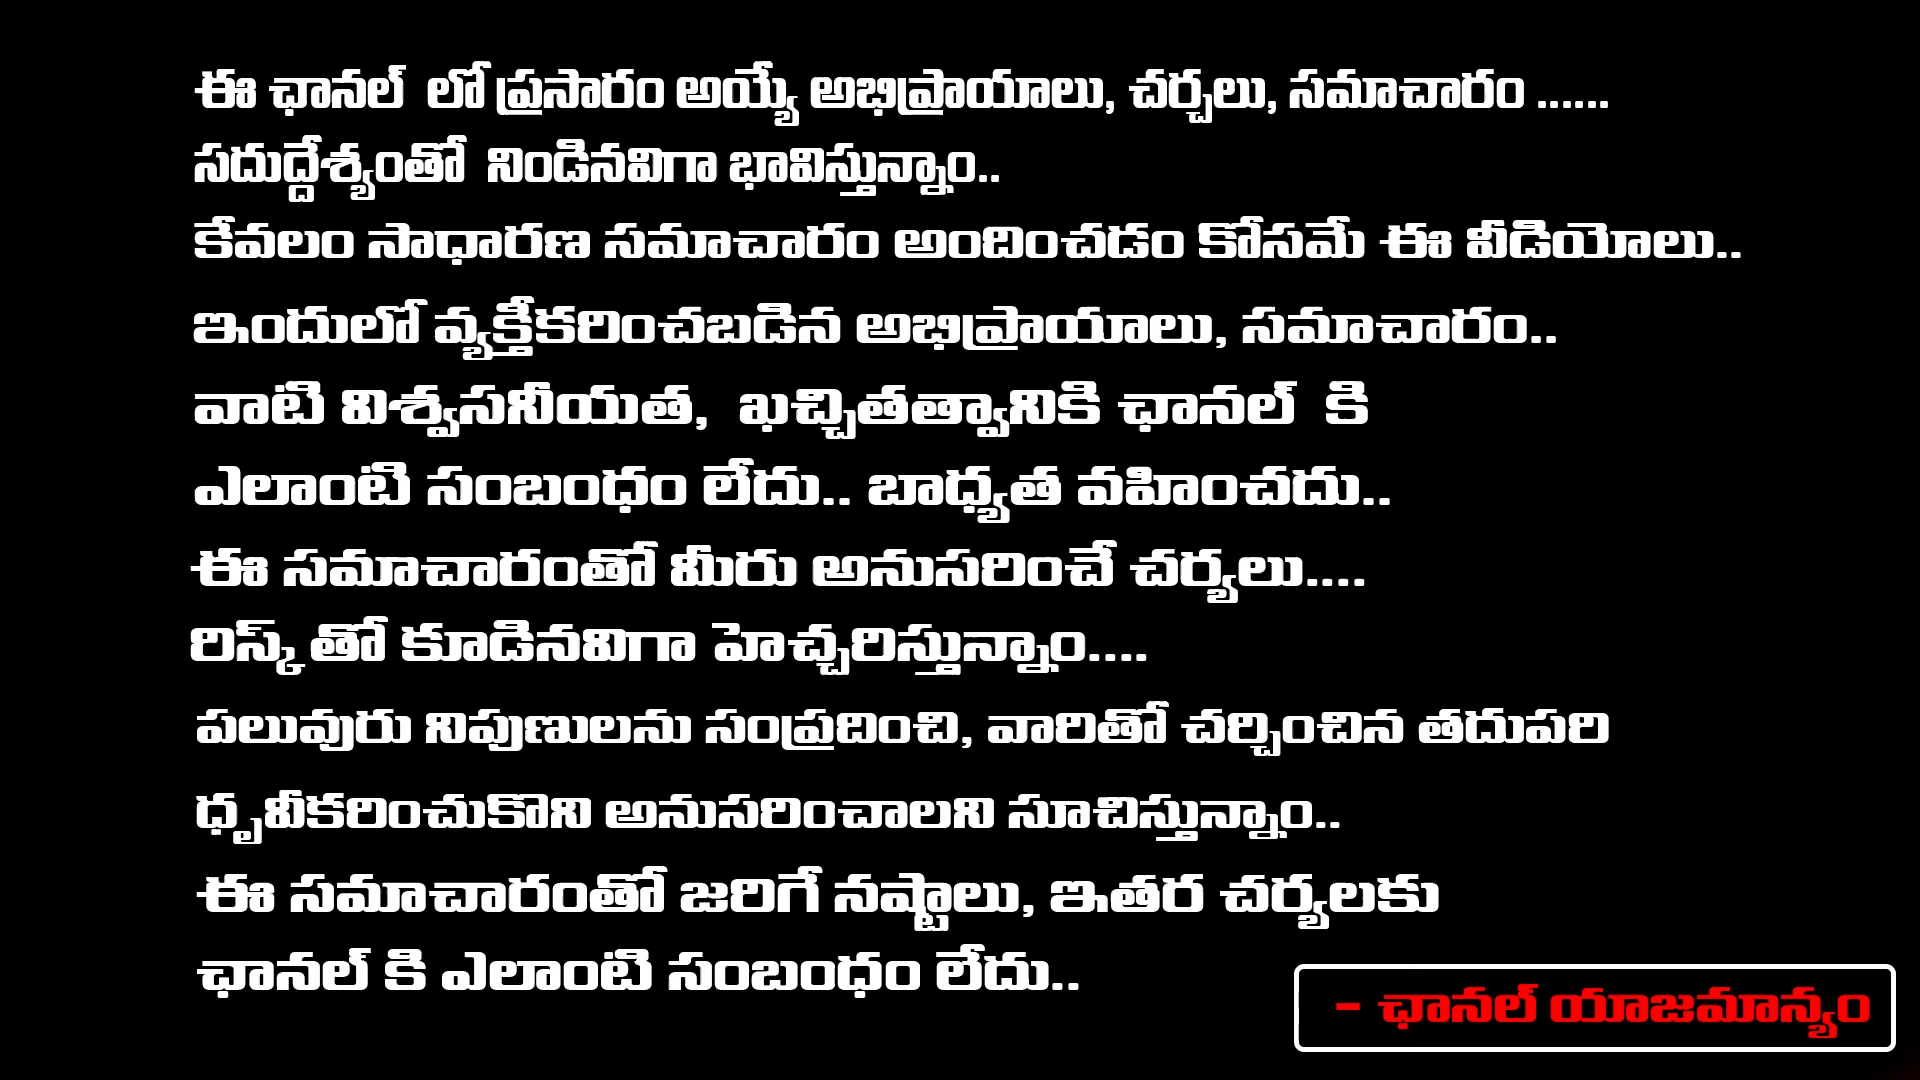 ఈ ఛానల్ లో ప్రసారం అయ్యే అభిప్రాయాలు, చర్చలు, సమాచారం ......
సదుద్దేశ్యంతో నిండినవిగా భావిస్తున్నాం..
కేవలం సాధారణ సమాచారం అందించడం కోసమే ఈ వీడియోలు..
ఇందులో వ్యక్తీకరించబడిన అభిప్రాయాలు, సమాచారం..
వాటి విశ్వసనీయత, ఖచ్చితత్వానికి ఛానల్ కి
ఎలాంటి సంబంధం లేదు.. బాధ్యత వహించదు..
ఈ సమాచారంతో మీరు అనుసరించే చర్యలు....
రిస్క్ తో కూడినవిగా హెచ్చరిస్తున్నాం....
పలువురు నిపుణులను సంప్రదించి, వారితో చర్చించిన తదుపరి
ధృవీకరించుకొని అనుసరించాలని సూచిస్తున్నాం..
ఈ సమాచారంతో జరిగే నష్టాలు, ఇతర చర్యలకు
ఛానల్ కి ఎలాంటి సంబంధం లేదు..
- ఛానల్ యాజమాన్యం